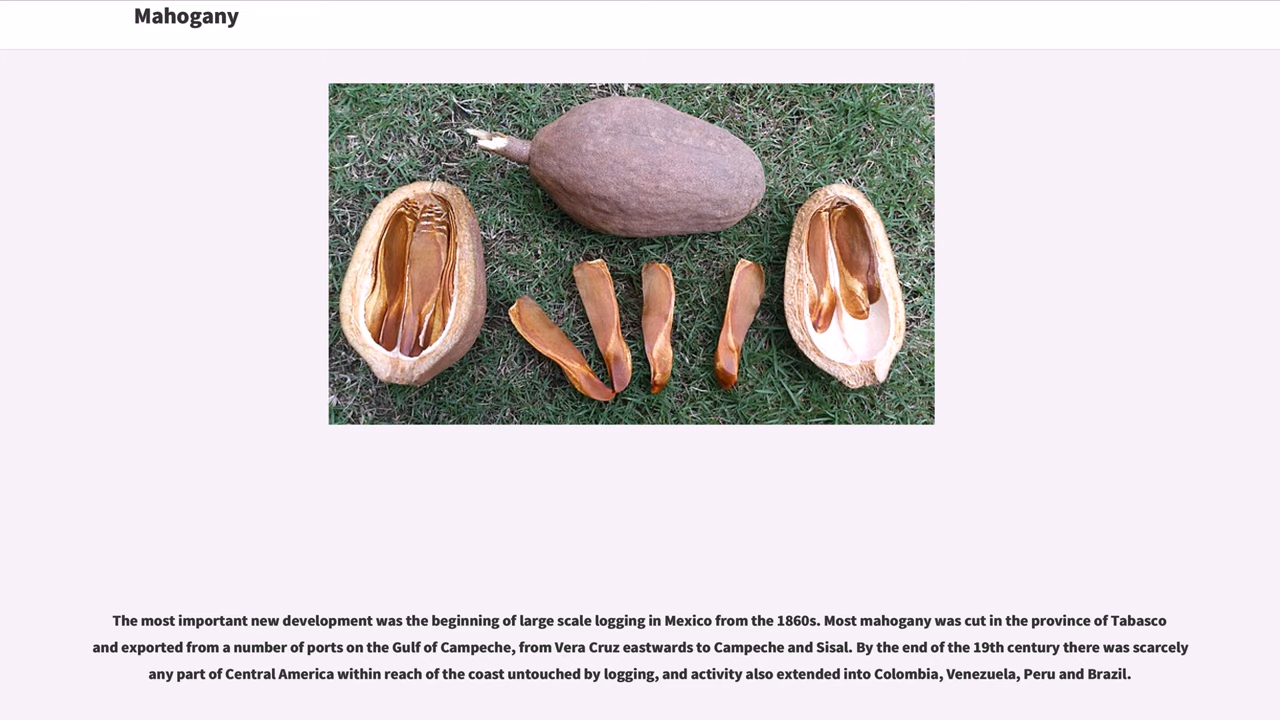 Mahogany
The most important new development was the beginning of large scale logging in Mexico from the 1860s. Most mahogany was cut in the province of Tabasco
and exported from a number of ports on the Gulf of Campeche, from Vera Cruz eastwards to Campeche and Sisal. By the end of the 19th century there was scarcely
any part of Central America within reach of the coast untouched by logging, and activity also extended into Colombia, Venezuela, Peru and Brazil.